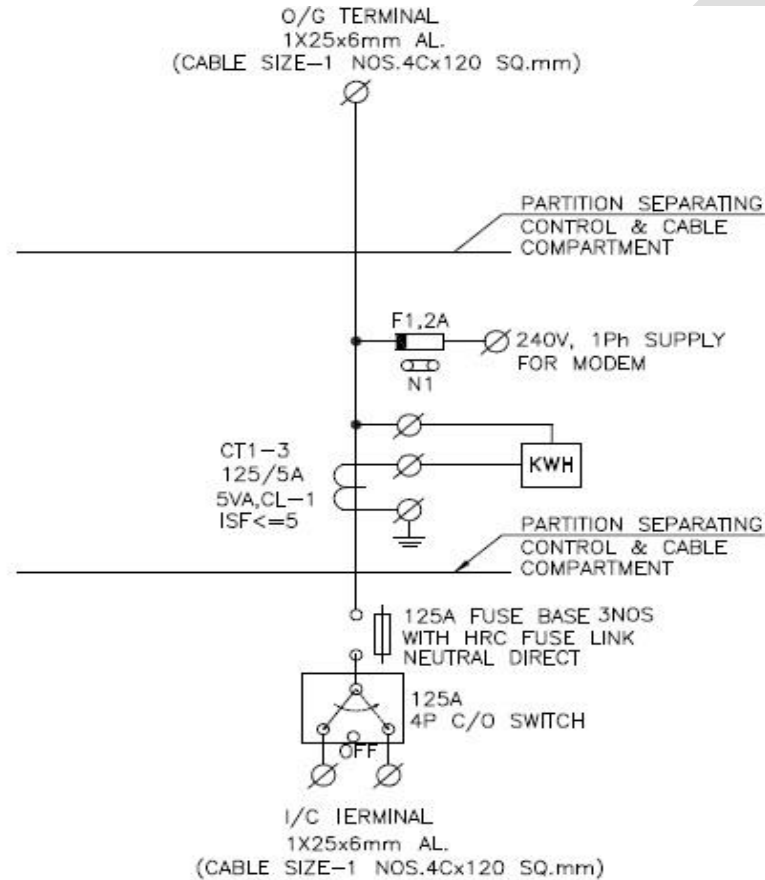 O/G TERMINAL
1X25x6mm AL.
(CABLE SIZE-1 NOS.4Cx120 SQ.mm)
PARTITION SEPARATING
CONTROL & CABLE
COMPARTMENT
F1,2A
240V, 1Ph SUPPLY
FOR MODEM
N1
CT1-3
125/5A
5VA,CL-1
ISF<=5
KWH
PARTITION SEPARATING
CONTROL & CABLE
COMPARTMENT
125A FUSE BASE 3NOS
WITH HRC FUSE LINK
NEUTRAL DIRECT
125A
4P C/O SWITCH
OFF
I/C TERMINAL
1X25x6mm AL.
(CABLE SIZE-1 NOS.4Cx120 SQ.mm)